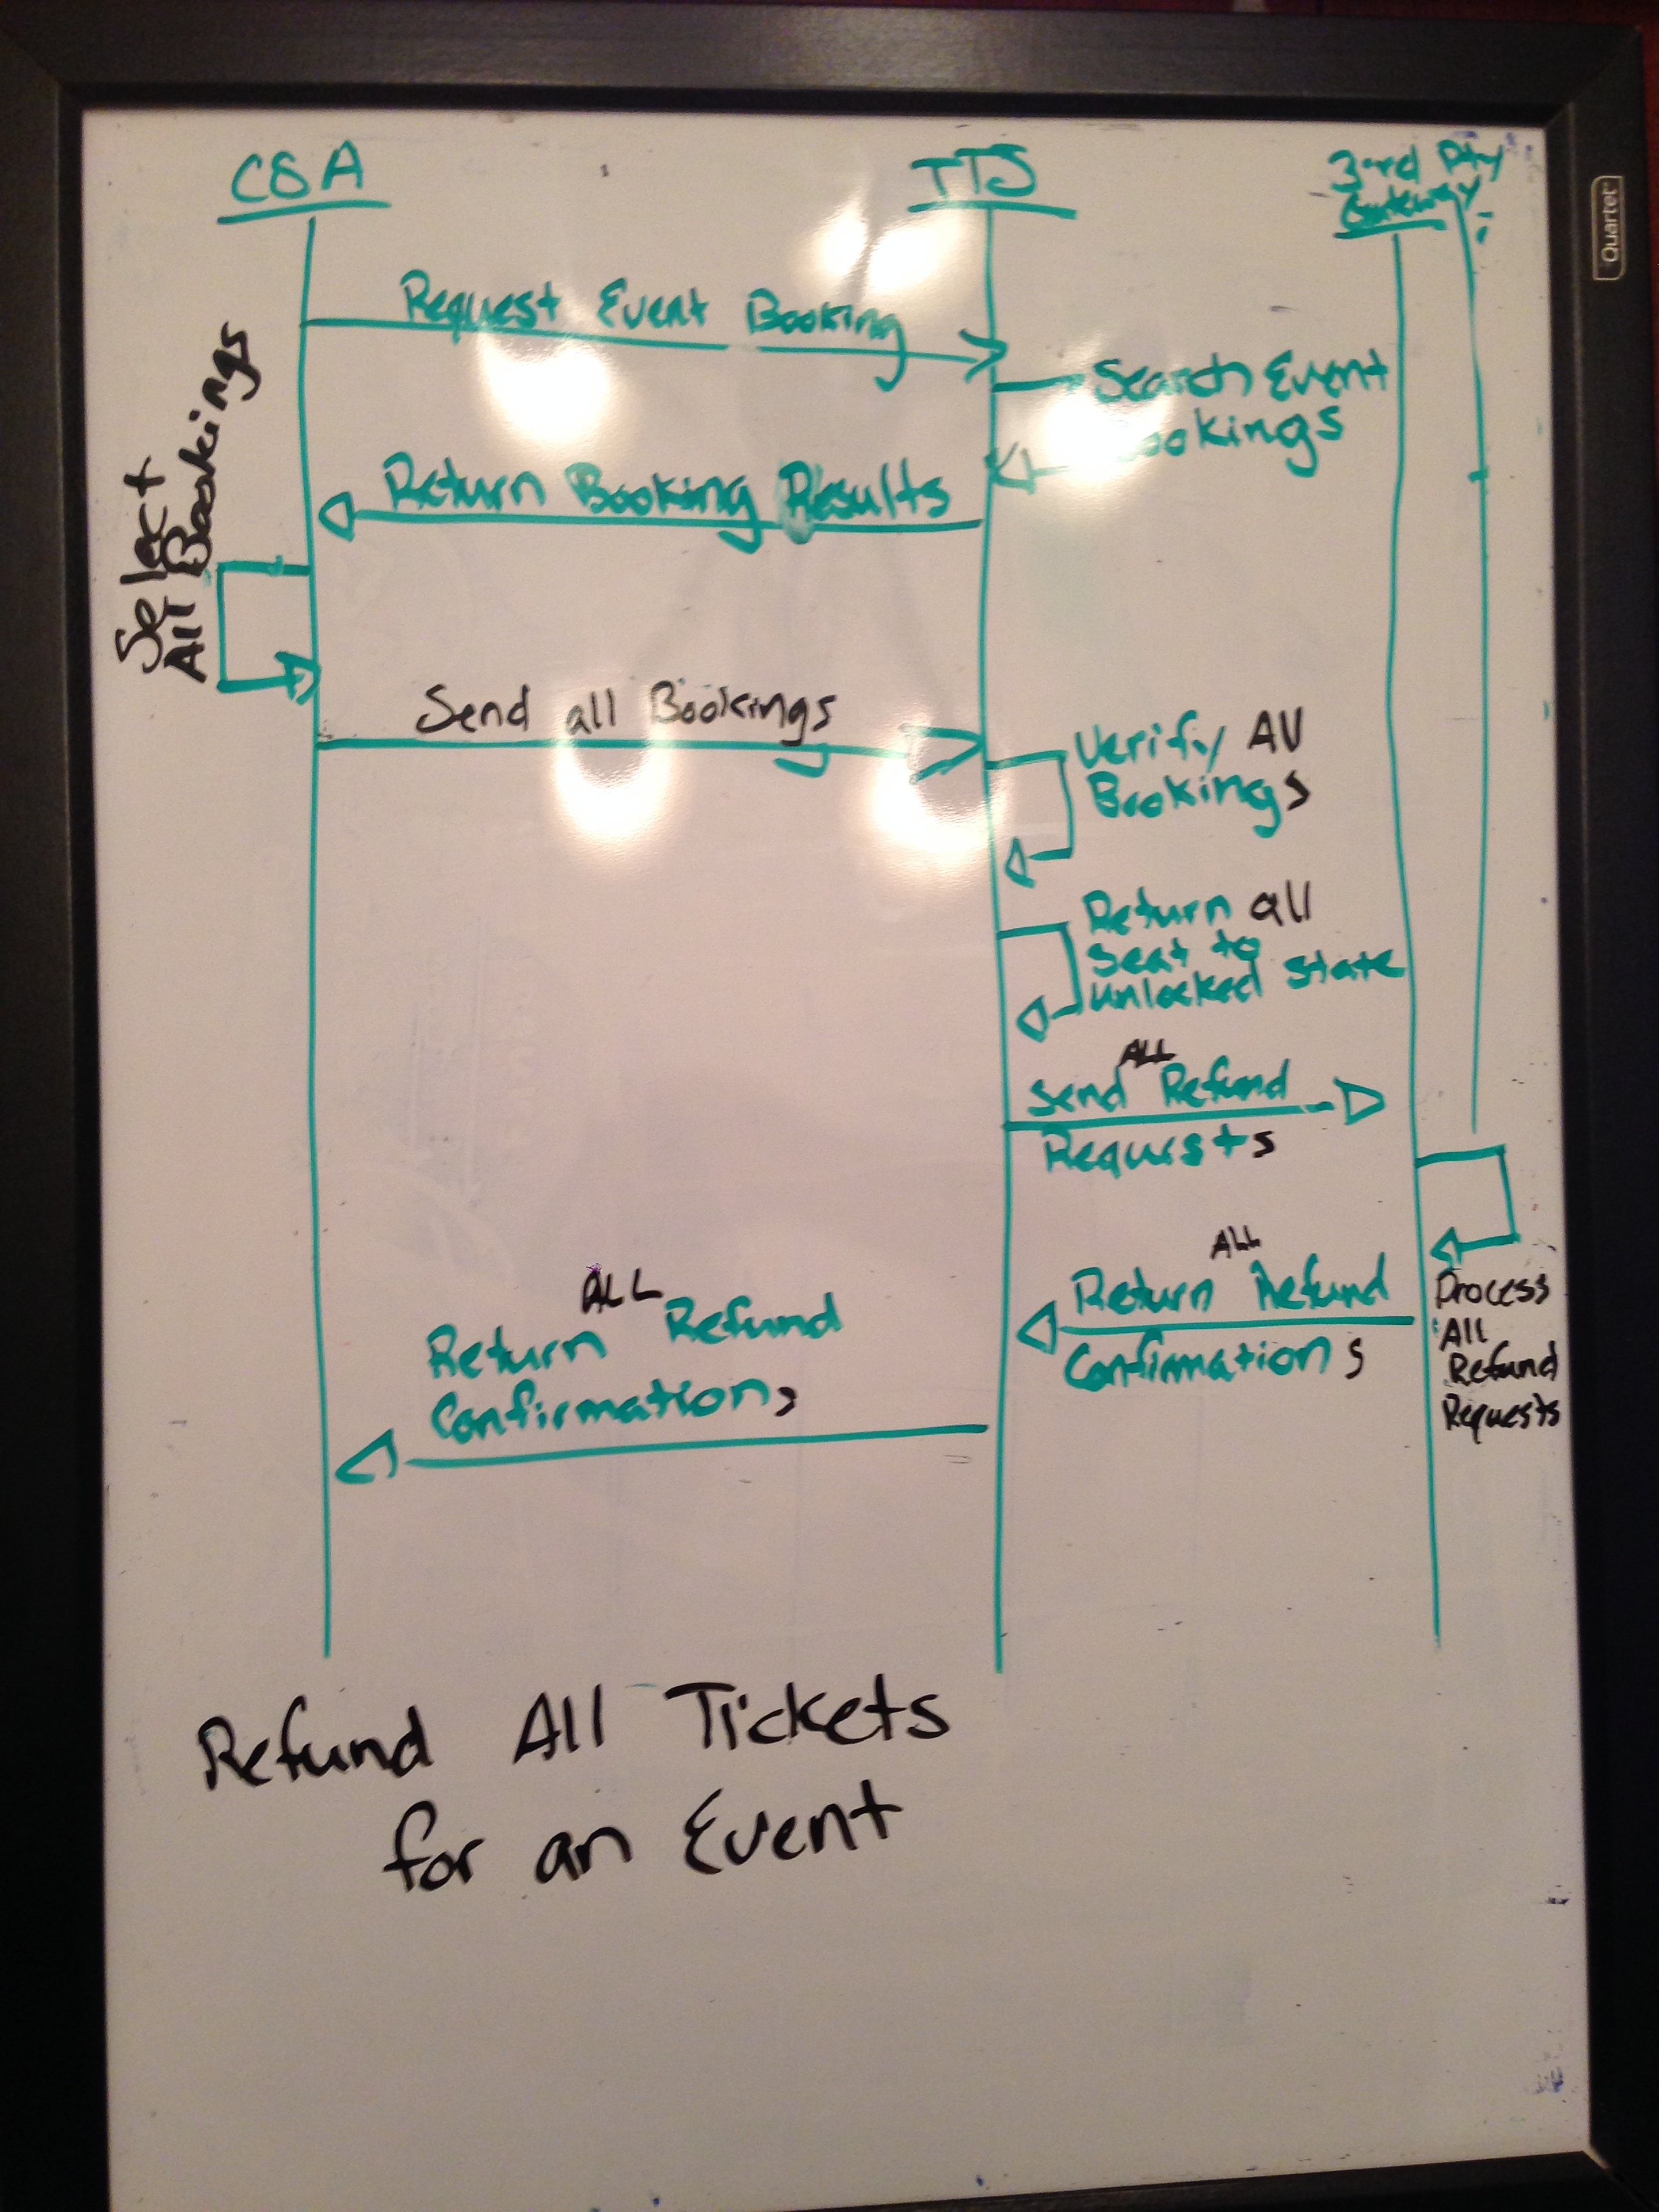 CSA
TTS
3rd Pty
Gateway
Quartet
Request Event Booking
Search Event
Bookings
Return Booking Results
Select
All Bookings
Send all Bookings
Verify All
Bookings
Return all
Seat to
unlocked state
ALL
Send Refund
Requests
ALL
Return Refund
Confirmations
Process
All
Refund
Requests
ALL
Return Refund
Confirmations
Refund All Tickets
for an Event